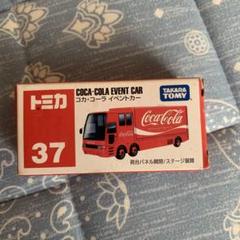 トミカ
37
COCA-COLA EVENT CAR
コカ・コーラ イベントカー
TAKARA
TOMY
Coca-Cola
荷台パネル開閉/ステージ展開